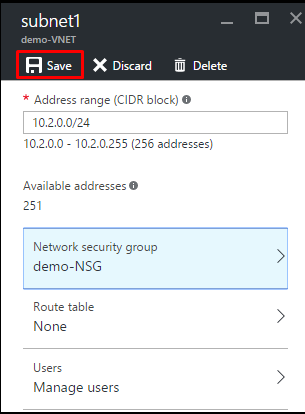 subnet1
demo-VNET
Save Discard Delete
* Address range (CIDR block)
10.2.0.0/24
10.2.0.0 - 10.2.0.255 (256 addresses)
Available addresses
251
Network security group
demo-NSG
Route table
None
Users
Manage users